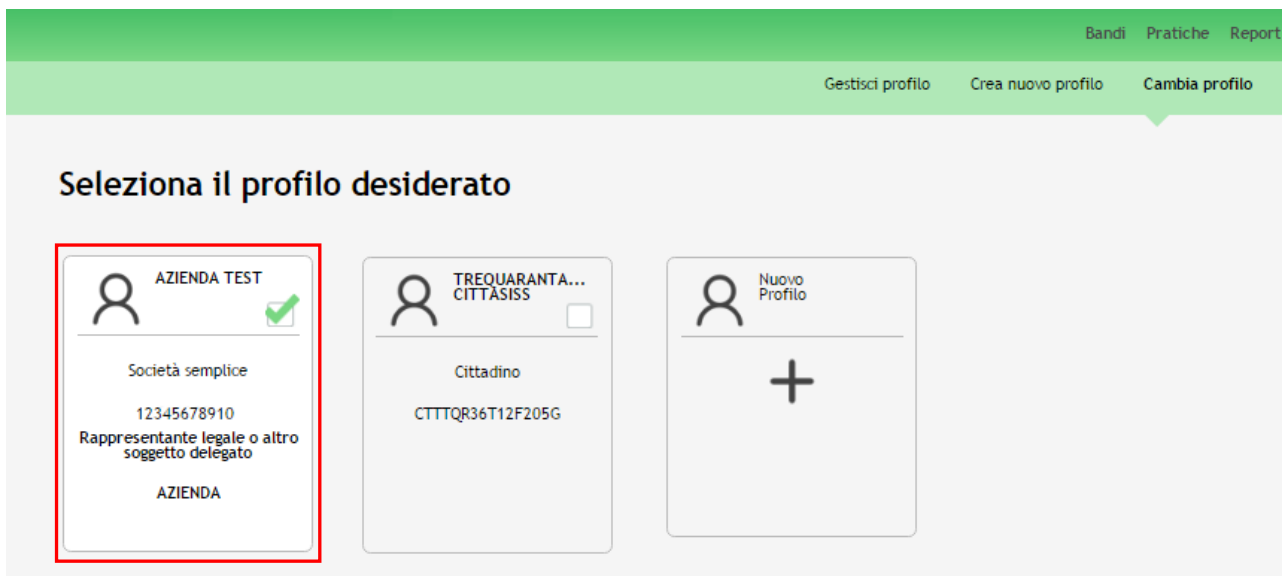 Bandi Pratiche Report
Gestisci profilo Crea nuovo profilo Cambia profilo
Seleziona il profilo desiderato
AZIENDA TEST
Società semplice
12345678910
Rappresentante legale o altro
soggetto delegato
AZIENDA
TREQUARANTA...
CITTÀSISS
Cittadino
CTTTQR36T12F205G
Nuovo
Profilo